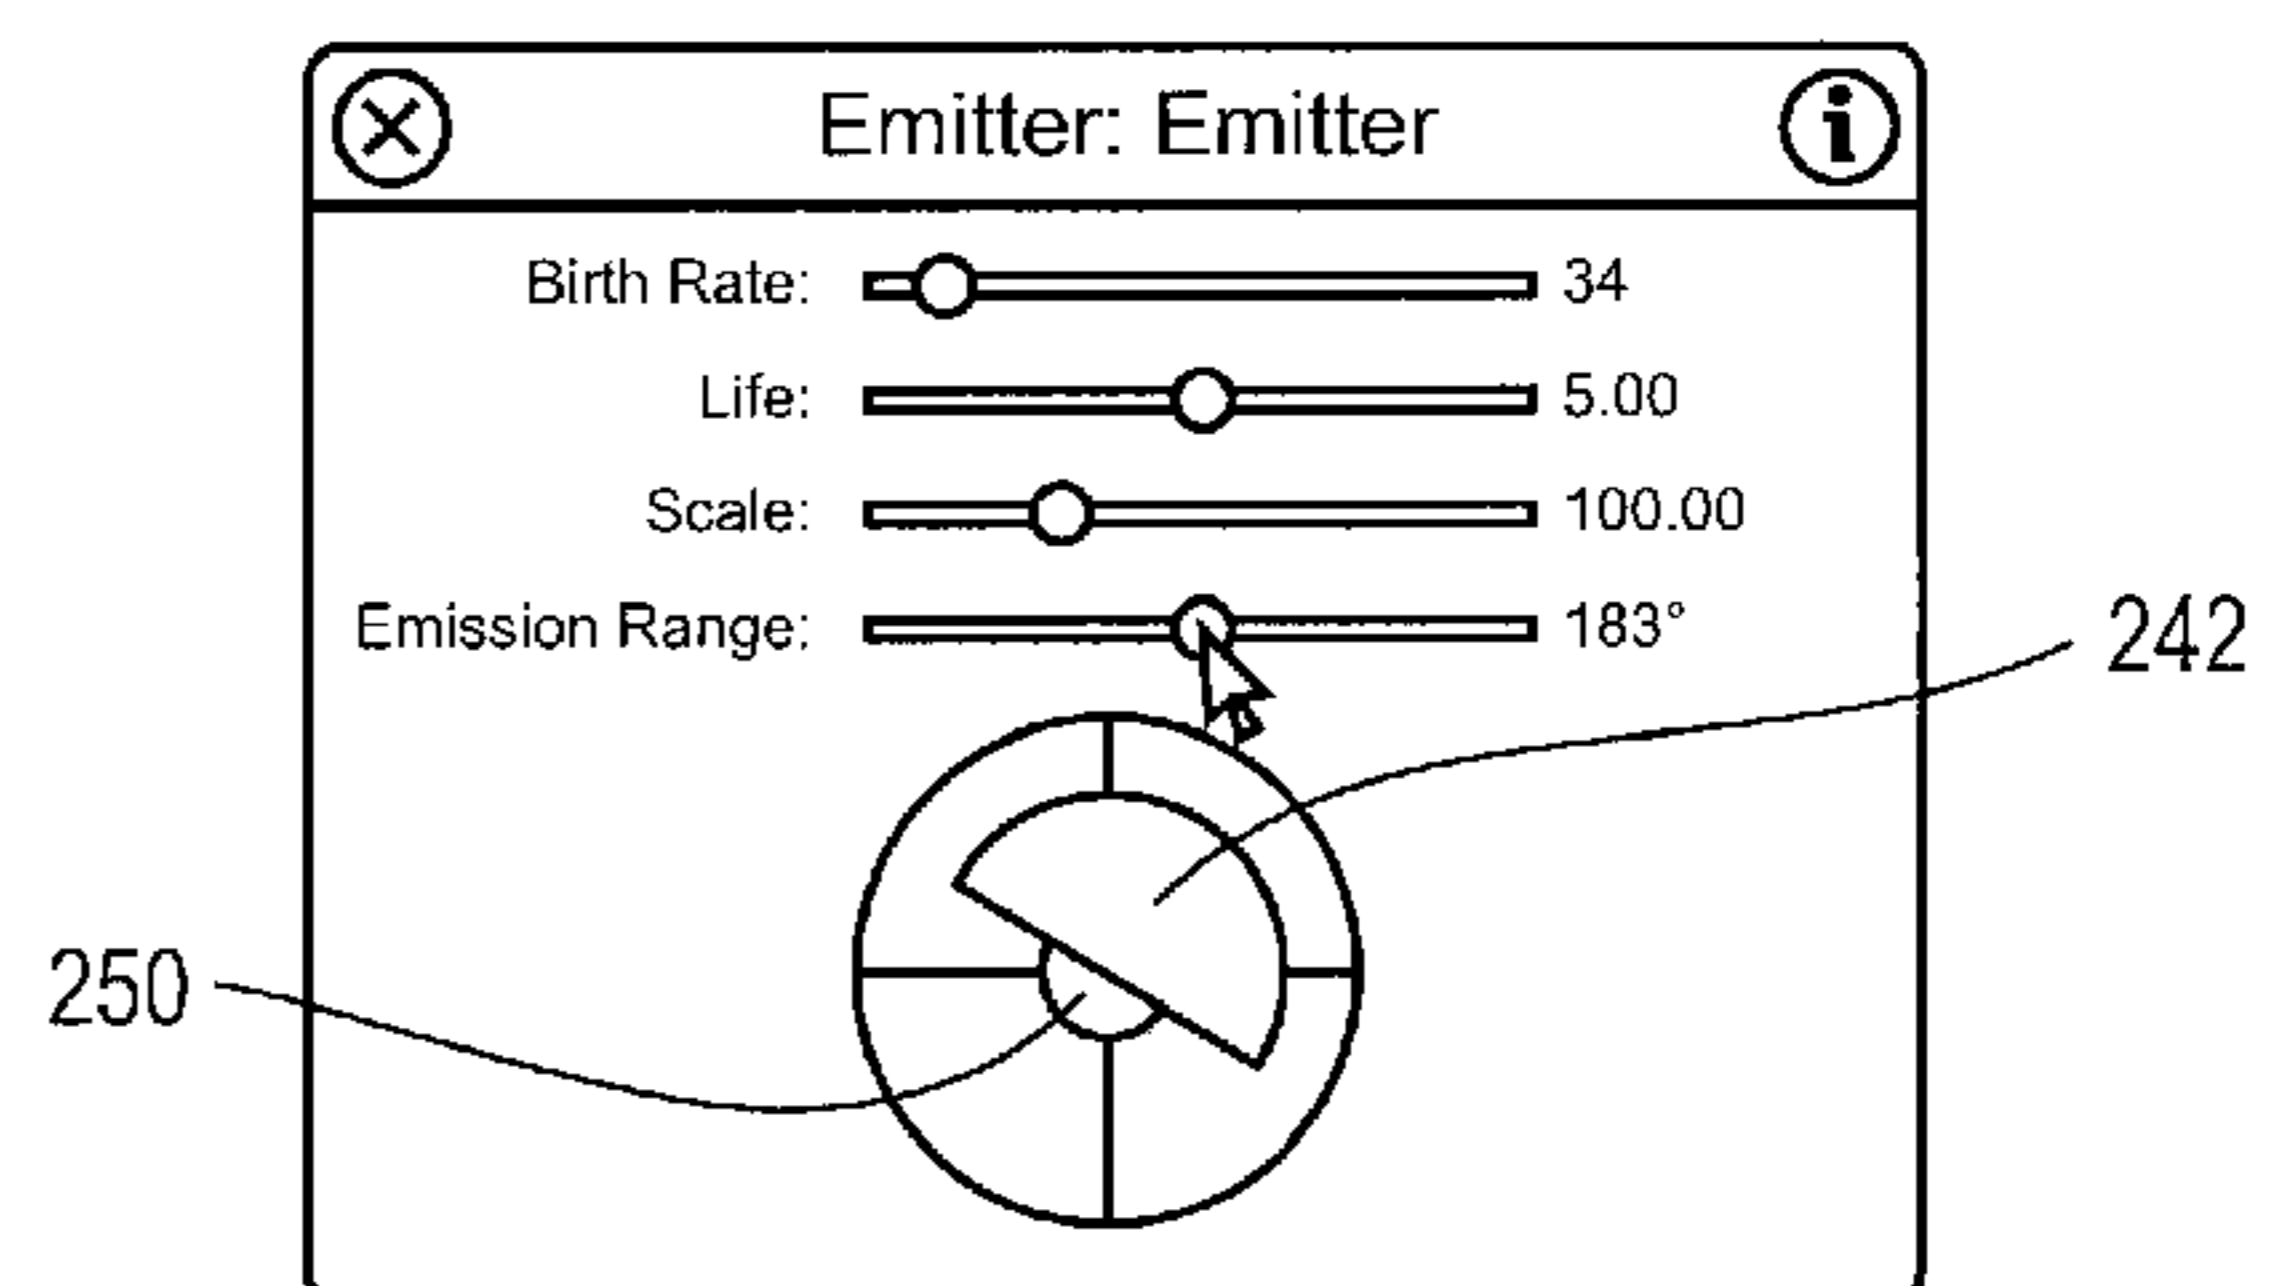 Emitter: Emitter
Birth Rate: 34
Life: 5.00
Scale: 100.00
Emission Range: 183°
242
250